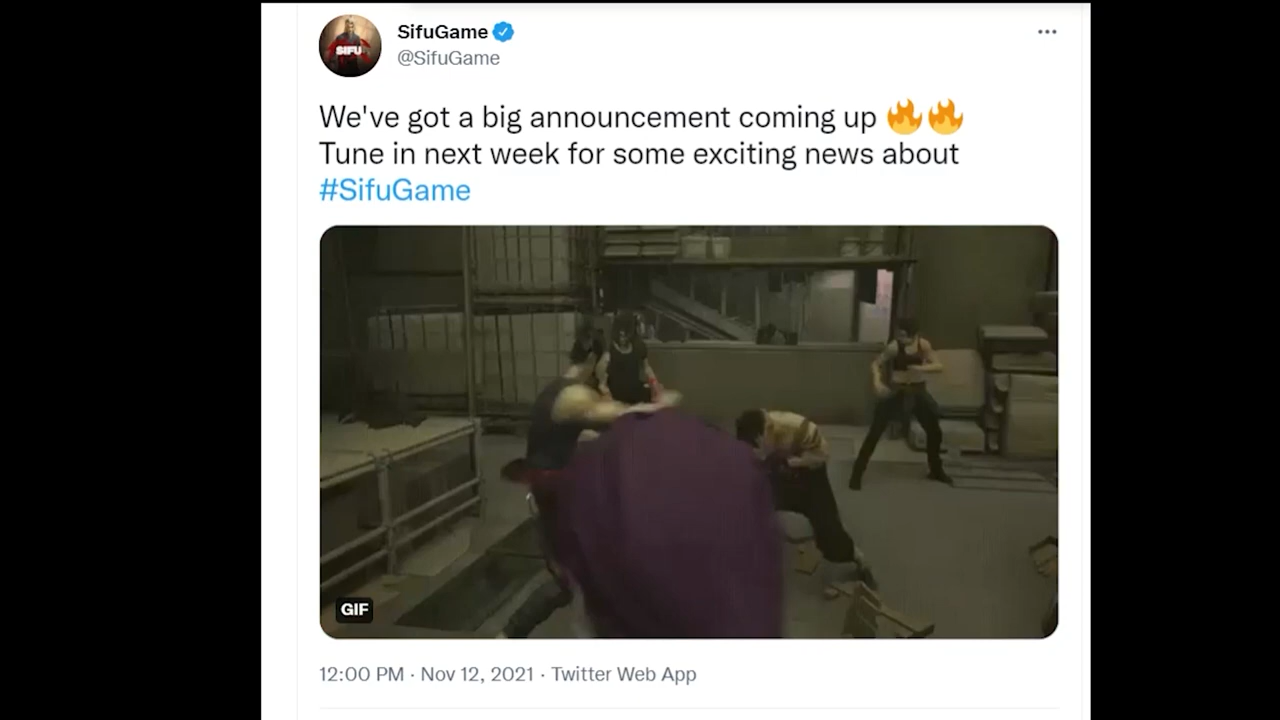 SIFU
SifuGame
@SifuGame
We've got a big announcement coming up 🔥🔥
Tune in next week for some exciting news about
#SifuGame
GIF
12:00 PM · Nov 12, 2021 · Twitter Web App